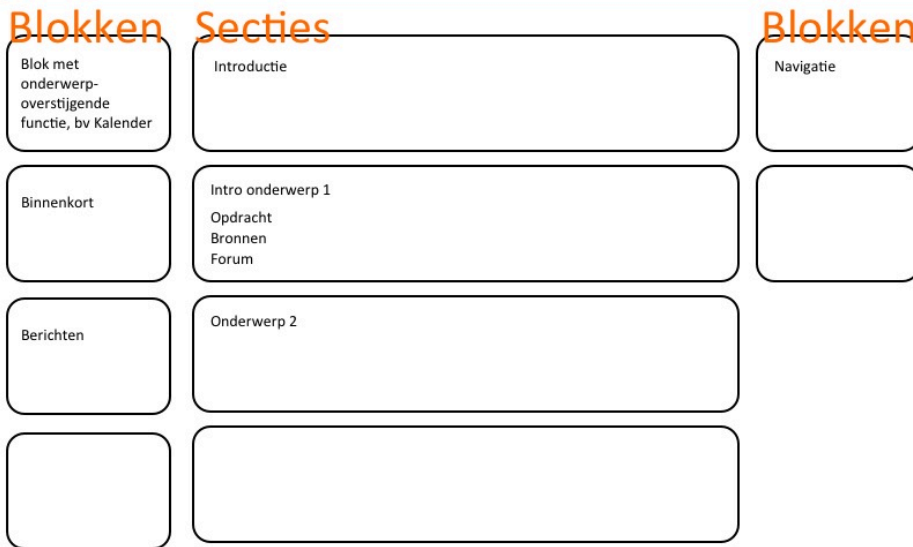 Blokken
Secties
Blokken
Blok met
onderwerp-
overstijgende
functie, bv Kalender
Introductie
Navigatie
Binnenkort
Intro onderwerp 1
Opdracht
Bronnen
Forum
Berichten
Onderwerp 2